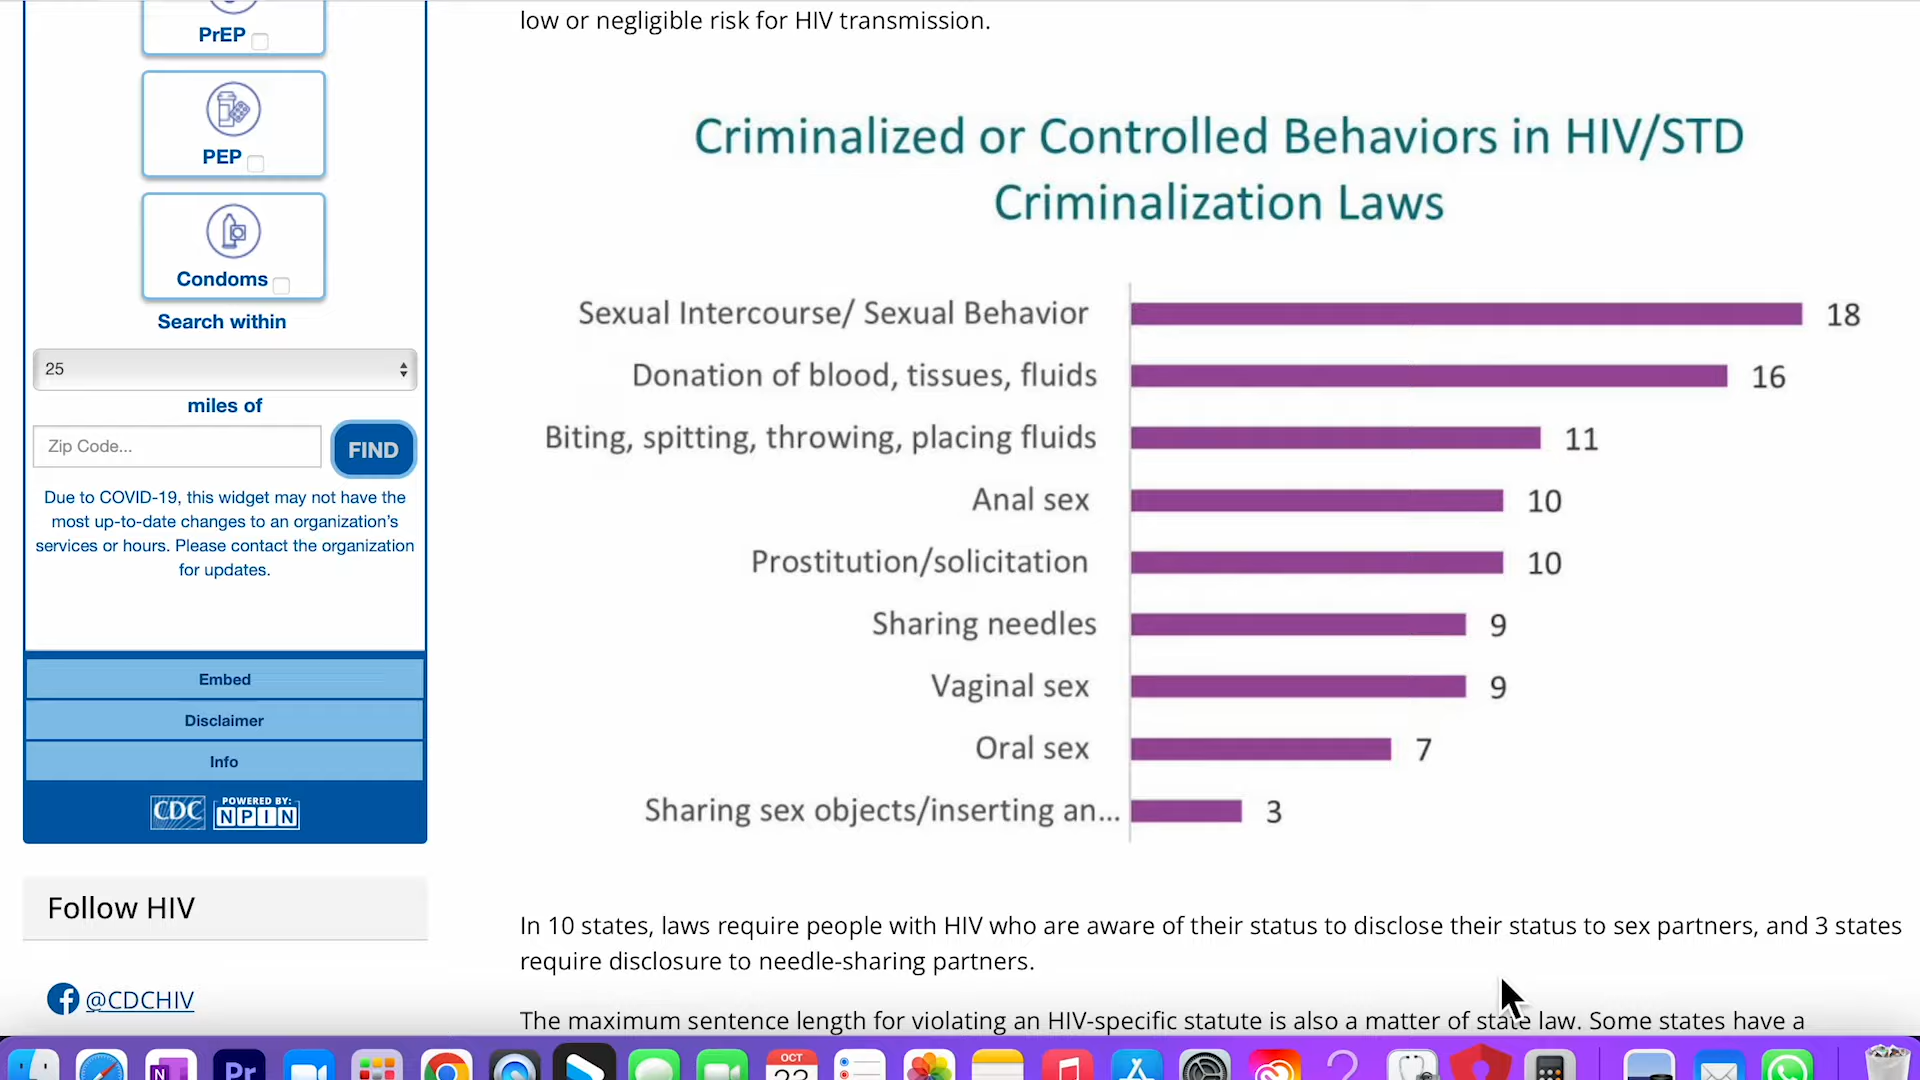 low or negligible risk for HIV transmission.
PrEP
PEP
Condoms
Search within
25
miles of
Zip Code...
FIND
Due to COVID-19, this widget may not have the
most up-to-date changes to an organization's
services or hours. Please contact the organization
for updates.
Embed
Disclaimer
Info
CDC
POWERED BY:
NPIN
Follow HIV
@CDCHIV
Criminalized or Controlled Behaviors in HIV/STD
Criminalization Laws
Sexual Intercourse/ Sexual Behavior 18
Donation of blood, tissues, fluids 16
Biting, spitting, throwing, placing fluids 11
Anal sex 10
Prostitution/solicitation 10
Sharing needles 9
Vaginal sex 9
Oral sex 7
Sharing sex objects/inserting an... 3
In 10 states, laws require people with HIV who are aware of their status to disclose their status to sex partners, and 3 states
require disclosure to needle-sharing partners.
The maximum sentence length for violating an HIV-specific statute is also a matter of state law. Some states have a
N
Pr
OCT